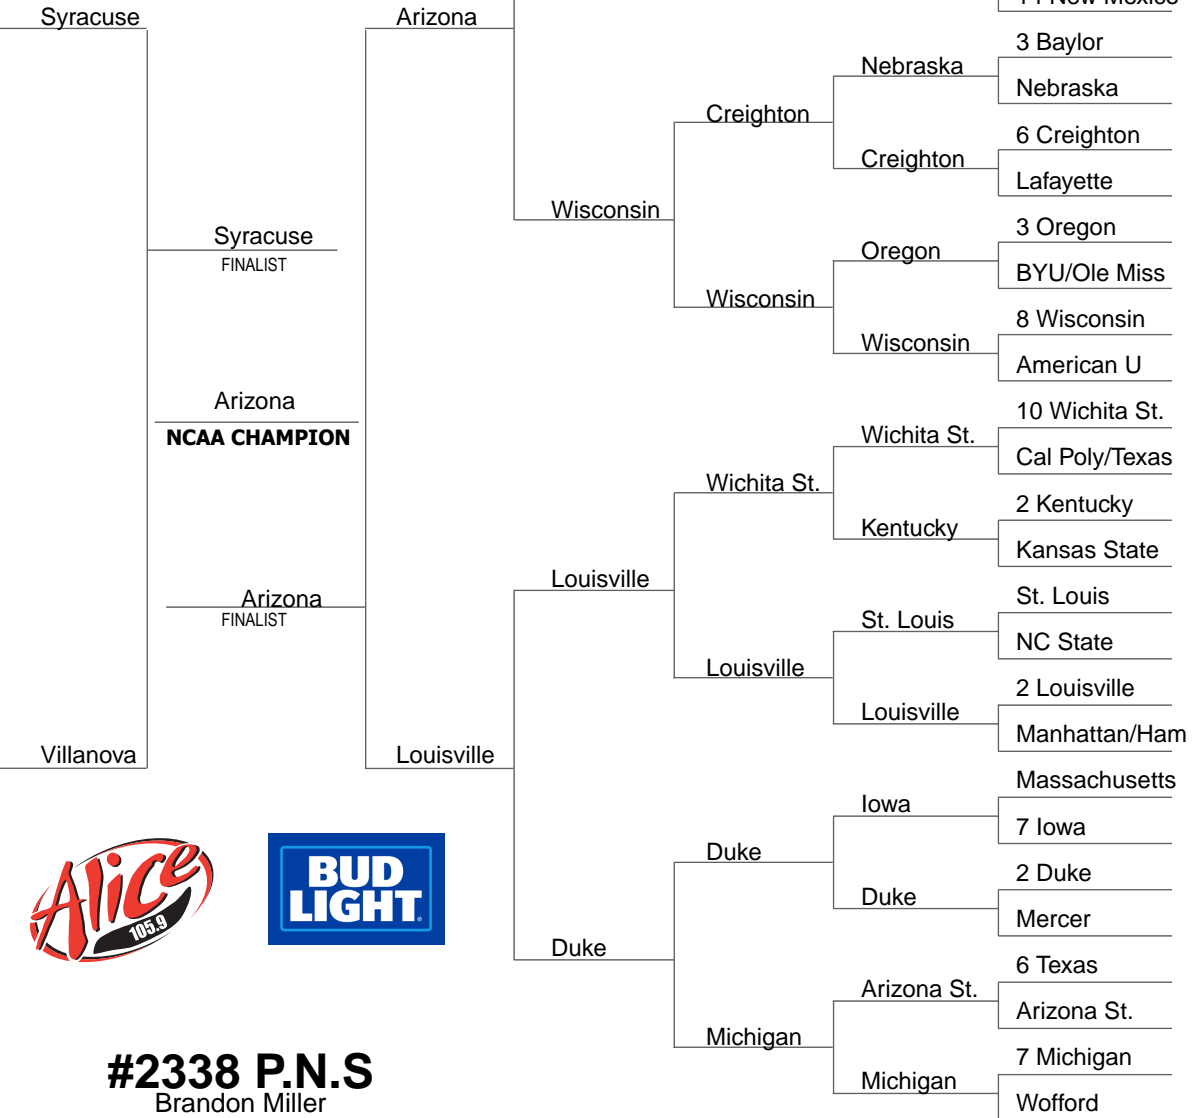 Syracuse
Syracuse
FINALIST
Arizona
NCAA CHAMPION
Arizona
FINALIST
Villanova
Arizona
Louisville
Wisconsin
Louisville
Duke
Creighton
Wisconsin
Wichita St.
Louisville
Duke
Michigan
Nebraska
Creighton
Oregon
Wisconsin
Wichita St.
Kentucky
St. Louis
Louisville
Iowa
Duke
Arizona St.
Michigan
3 Baylor
Nebraska
6 Creighton
Lafayette
3 Oregon
BYU/Ole Miss
8 Wisconsin
American U
10 Wichita St.
Cal Poly/Texas
2 Kentucky
Kansas State
St. Louis
NC State
2 Louisville
Manhattan/Ham
Massachusetts
7 Iowa
2 Duke
Mercer
6 Texas
Arizona St.
7 Michigan
Wofford
Alice
105.9
BUD
LIGHT
#2338 P.N.S
Brandon Miller